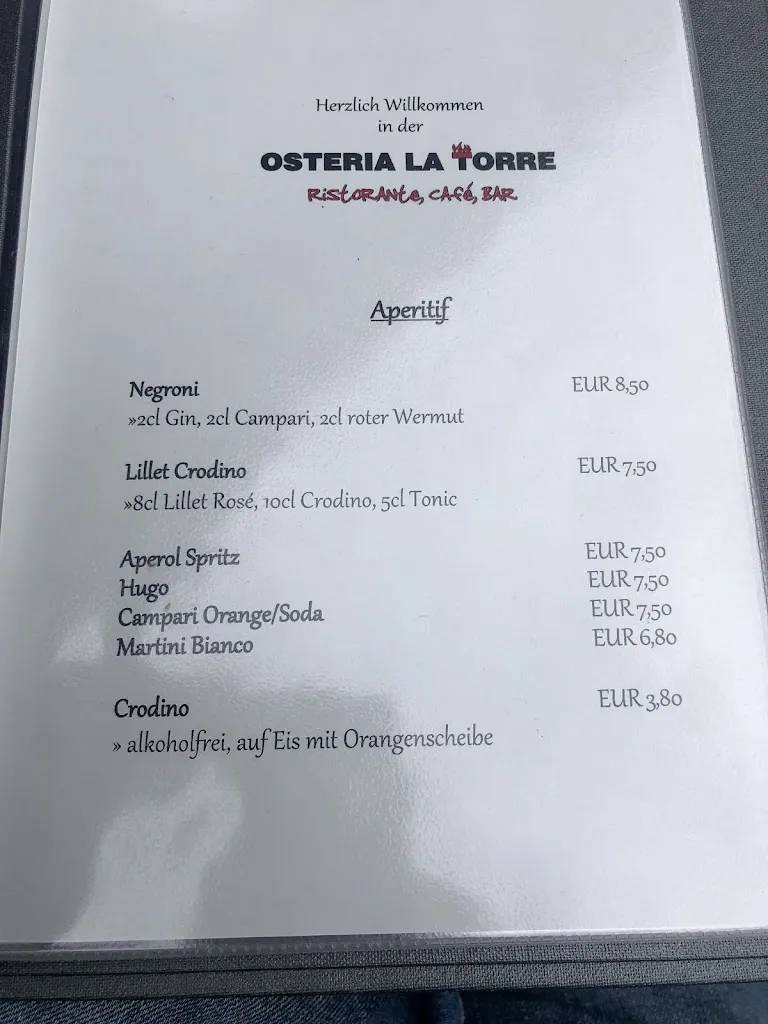 Herzlich Willkommen
in der
OSTERIA LA TORRE
RiStORANte, CAfé, BAR
Aperitif
Negroni EUR 8,50
»2cl Gin, 2cl Campari, 2cl roter Wermut
Lillet Crodino EUR 7,50
»8cl Lillet Rosé, 10cl Crodino, 5cl Tonic
Aperol Spritz EUR 7,50
Hugo EUR 7,50
Campari Orange/Soda EUR 7,50
Martini Bianco EUR 6,80
Crodino EUR 3,80
» alkoholfrei, auf Eis mit Orangenscheibe